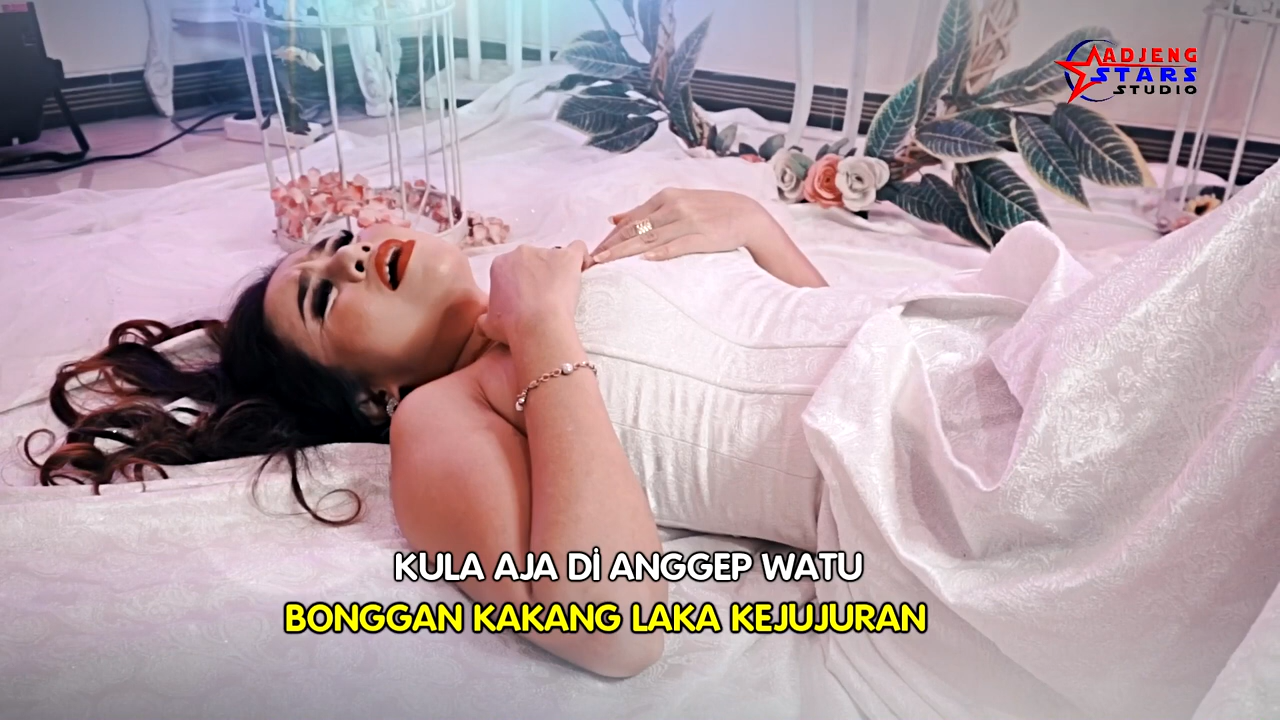 ADJENG
STARS
STUDIO
KULA AJA Di ANGGEP WATU
BONGGAN KAKANG LAKA KEJUJURAN